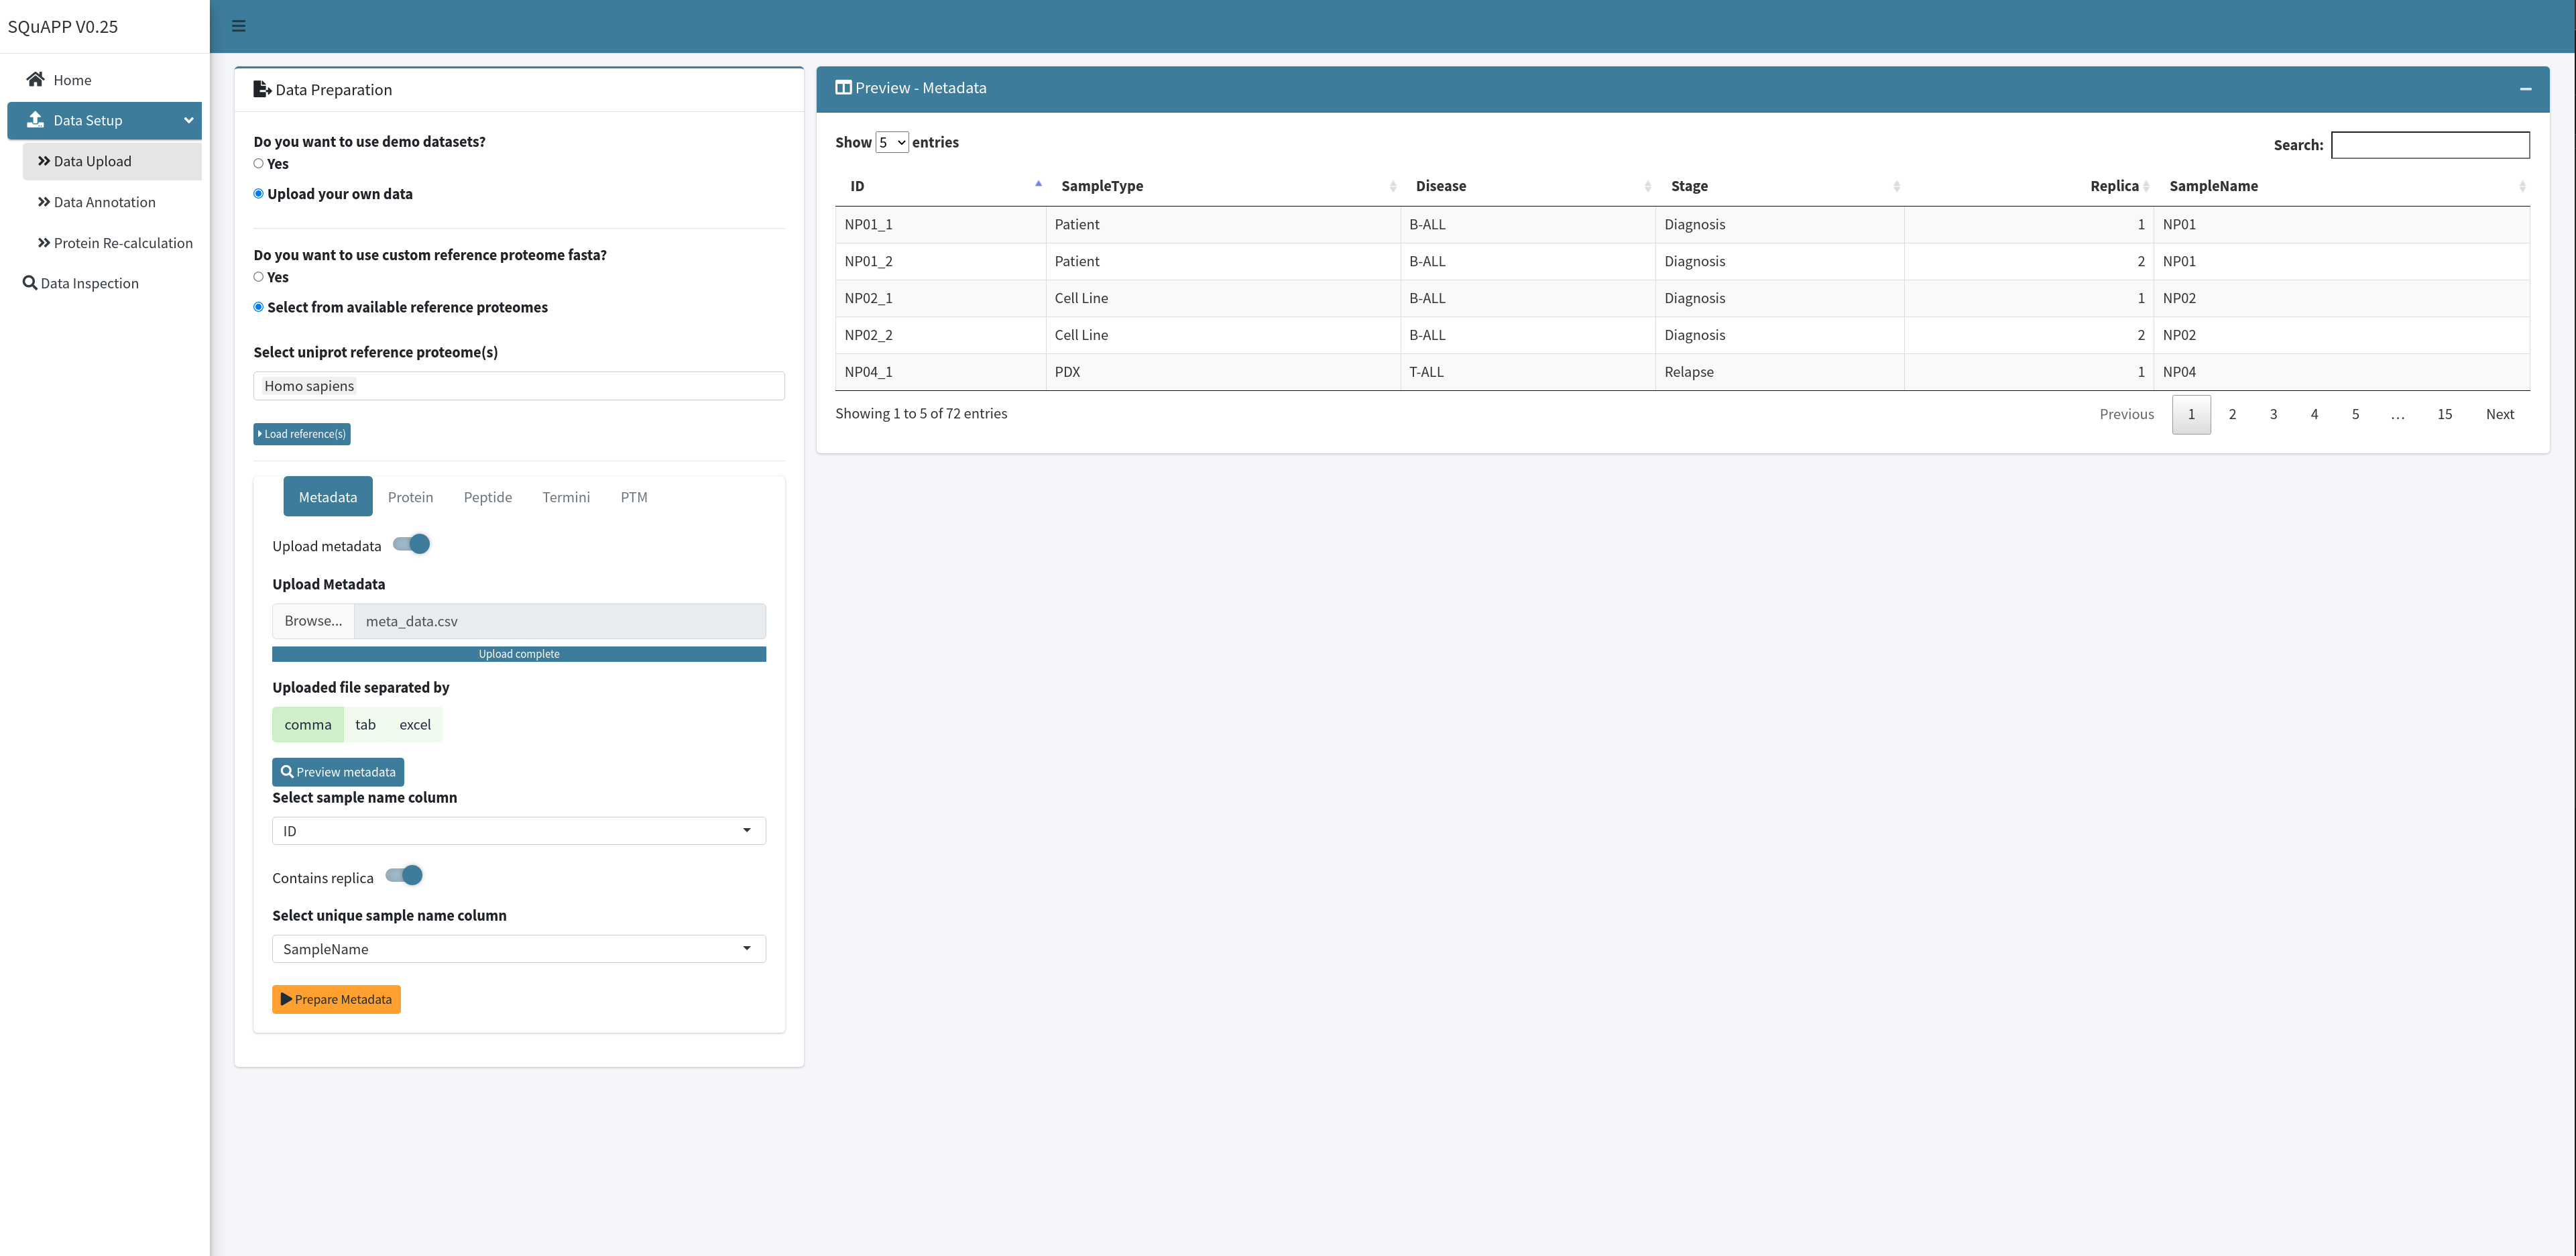 SQuAPP V0.25
Home
Data Setup
Data Upload
Data Annotation
Protein Re-calculation
Data Inspection
Data Preparation
Do you want to use demo datasets?
Yes
Upload your own data
Do you want to use custom reference proteome fasta?
Yes
Select from available reference proteomes
Select uniprot reference proteome(s)
Homo sapiens
Load reference(s)
Metadata Protein Peptide Termini PTM
Upload metadata
Upload Metadata
Browse... meta_data.csv
Upload complete
Uploaded file separated by
comma tab excel
Preview metadata
Select sample name column
ID
Contains replica
Select unique sample name column
SampleName
Prepare Metadata
Preview - Metadata
Show 5 entries Search:
ID SampleType Disease Stage Replica SampleName
NP01_1 Patient B-ALL Diagnosis 1 NP01
NP01_2 Patient B-ALL Diagnosis 2 NP01
NP02_1 Cell Line B-ALL Diagnosis 1 NP02
NP02_2 Cell Line B-ALL Diagnosis 2 NP02
NP04_1 PDX T-ALL Relapse 1 NP04
Showing 1 to 5 of 72 entries Previous 1 2 3 4 5 … 15 Next